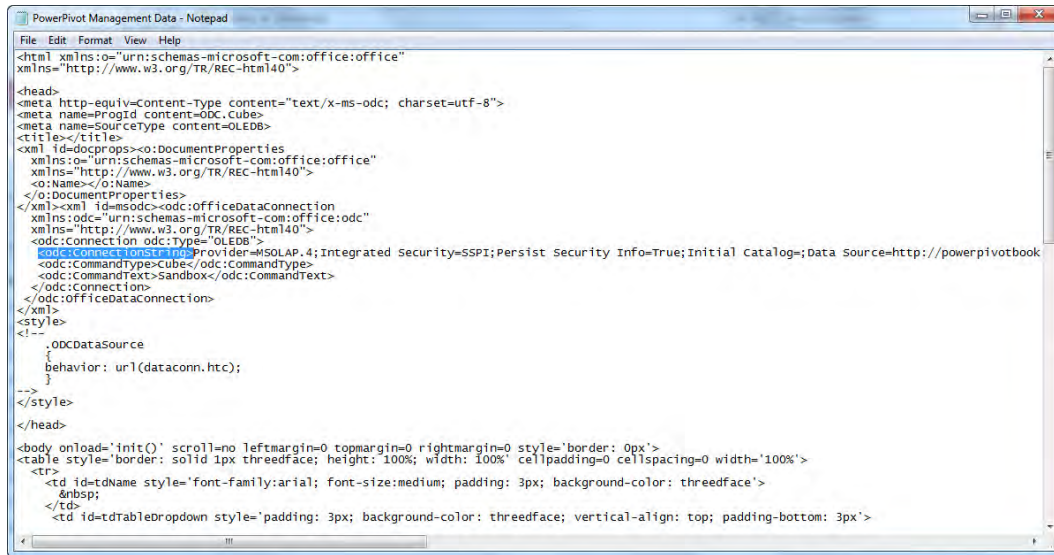 PowerPivot Management Data - Notepad
File Edit Format View Help
<html xmlns:o="urn:schemas-microsoft-com:office:office"
xmlns="http://www.w3.org/TR/REC-html40">
<head>
<meta http-equiv=Content-Type content="text/x-ms-odc; charset=utf-8">
<meta name=ProgId content=ODC.Cube>
<meta name=SourceType content=OLEDB>
<title></title>
<xml id=docprops><o:DocumentProperties
xmlns:o="urn:schemas-microsoft-com:office:office"
xmlns="http://www.w3.org/TR/REC-html40">
<o:Name></o:Name>
</o:DocumentProperties>
</xml><xml id=msodc><odc:OfficeDataConnection
xmlns:odc="urn:schemas-microsoft-com:office:odc"
xmlns="http://www.w3.org/TR/REC-html40">
<odc:Connection odc:Type="OLEDB">
<odc:ConnectionString>Provider=MSOLAP.4;Integrated Security=SSPI;Persist Security Info=True;Initial Catalog=;Data Source=http://powerpivotbook
<odc:CommandType>Cube</odc:CommandType>
<odc:CommandText>Sandbox</odc:CommandText>
</odc:Connection>
</odc:OfficeDataConnection>
</xml>
<style>
<!--
.ODCDataSource
{
behavior: url(dataconn.htc);
}
-->
</style>
</head>
<body onload='init()' scroll=no leftmargin=0 topmargin=0 rightmargin=0 style='border: 0px'>
<table style='border: solid 1px threedface; height: 100%; width: 100%' cellpadding=0 cellspacing=0 width='100%'>
<tr>
<td id=tdName style='font-family:arial; font-size:medium; padding: 3px; background-color: threedface'>
&nbsp;
</td>
<td id=tdTableDropdown style='padding: 3px; background-color: threedface; vertical-align: top; padding-bottom: 3px'>